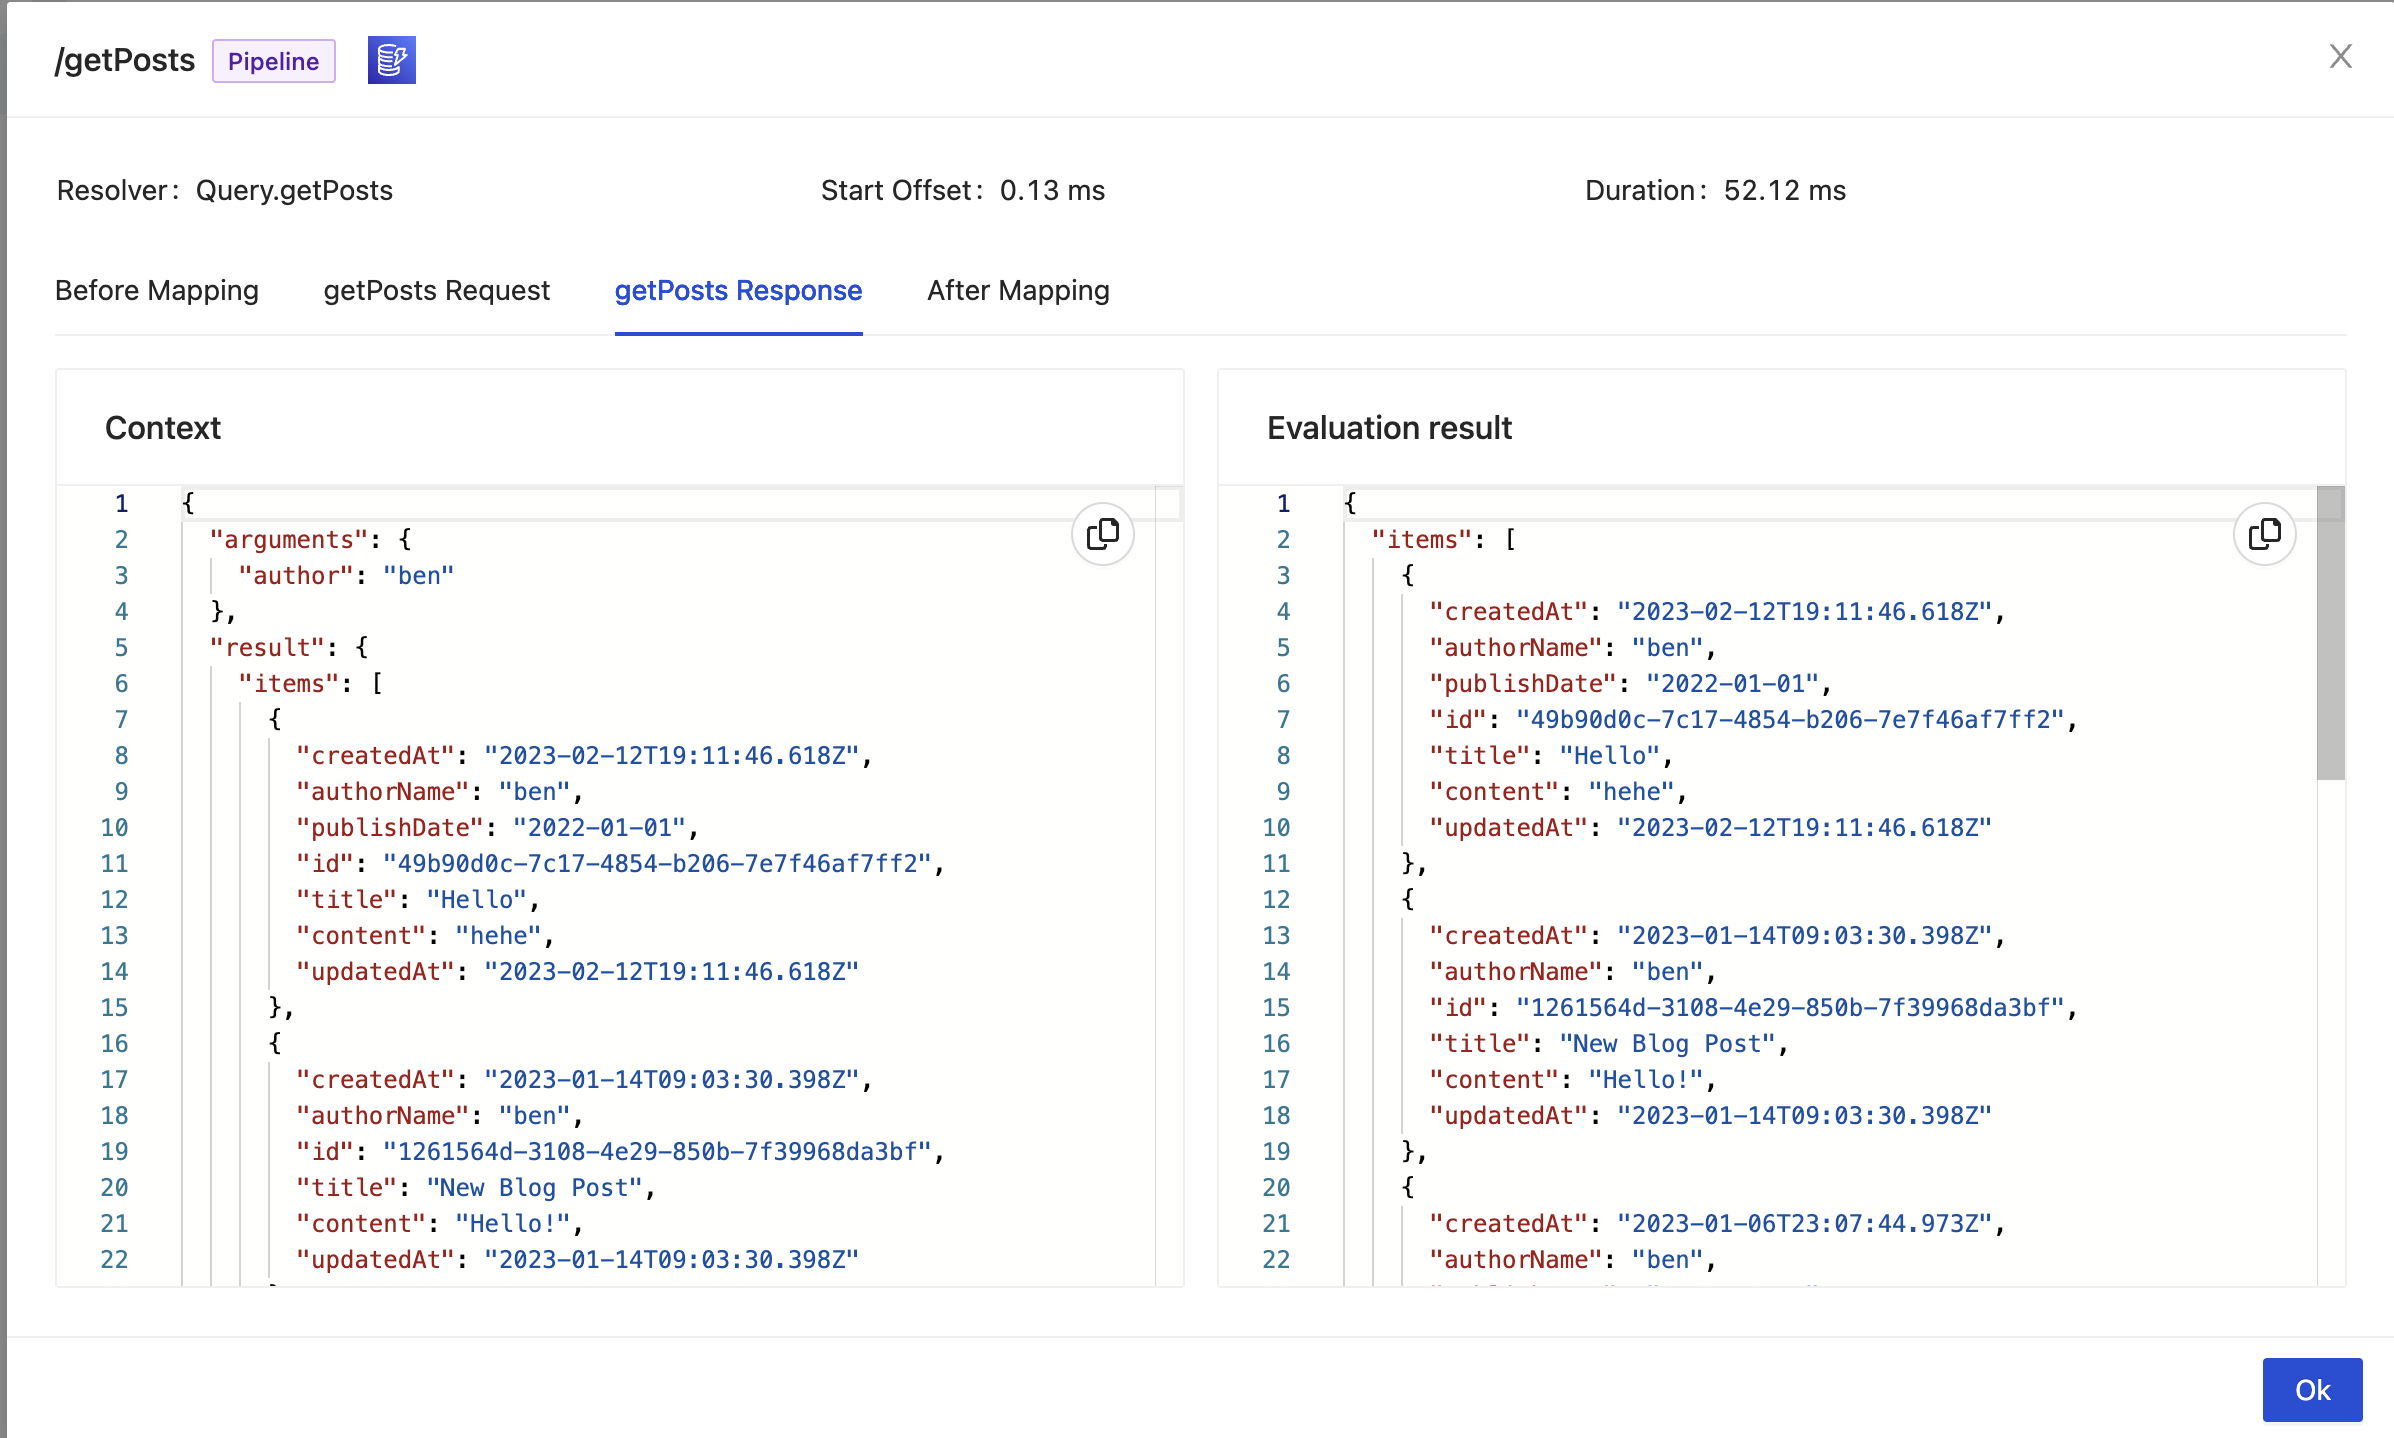 /getPosts Pipeline
Resolver: Query.getPosts Start Offset: 0.13 ms Duration: 52.12 ms
Before Mapping getPosts Request getPosts Response After Mapping
Context
1 {
2 "arguments": {
3 "author": "ben"
4 },
5 "result": {
6 "items": [
7 {
8 "createdAt": "2023-02-12T19:11:46.618Z",
9 "authorName": "ben",
10 "publishDate": "2022-01-01",
11 "id": "49b90d0c-7c17-4854-b206-7e7f46af7ff2",
12 "title": "Hello",
13 "content": "hehe",
14 "updatedAt": "2023-02-12T19:11:46.618Z"
15 },
16 {
17 "createdAt": "2023-01-14T09:03:30.398Z",
18 "authorName": "ben",
19 "id": "1261564d-3108-4e29-850b-7f39968da3bf",
20 "title": "New Blog Post",
21 "content": "Hello!",
22 "updatedAt": "2023-01-14T09:03:30.398Z"
Evaluation result
1 {
2 "items": [
3 {
4 "createdAt": "2023-02-12T19:11:46.618Z",
5 "authorName": "ben",
6 "publishDate": "2022-01-01",
7 "id": "49b90d0c-7c17-4854-b206-7e7f46af7ff2",
8 "title": "Hello",
9 "content": "hehe",
10 "updatedAt": "2023-02-12T19:11:46.618Z"
11 },
12 {
13 "createdAt": "2023-01-14T09:03:30.398Z",
14 "authorName": "ben",
15 "id": "1261564d-3108-4e29-850b-7f39968da3bf",
16 "title": "New Blog Post",
17 "content": "Hello!",
18 "updatedAt": "2023-01-14T09:03:30.398Z"
19 },
20 {
21 "createdAt": "2023-01-06T23:07:44.973Z",
22 "authorName": "ben",
Ok